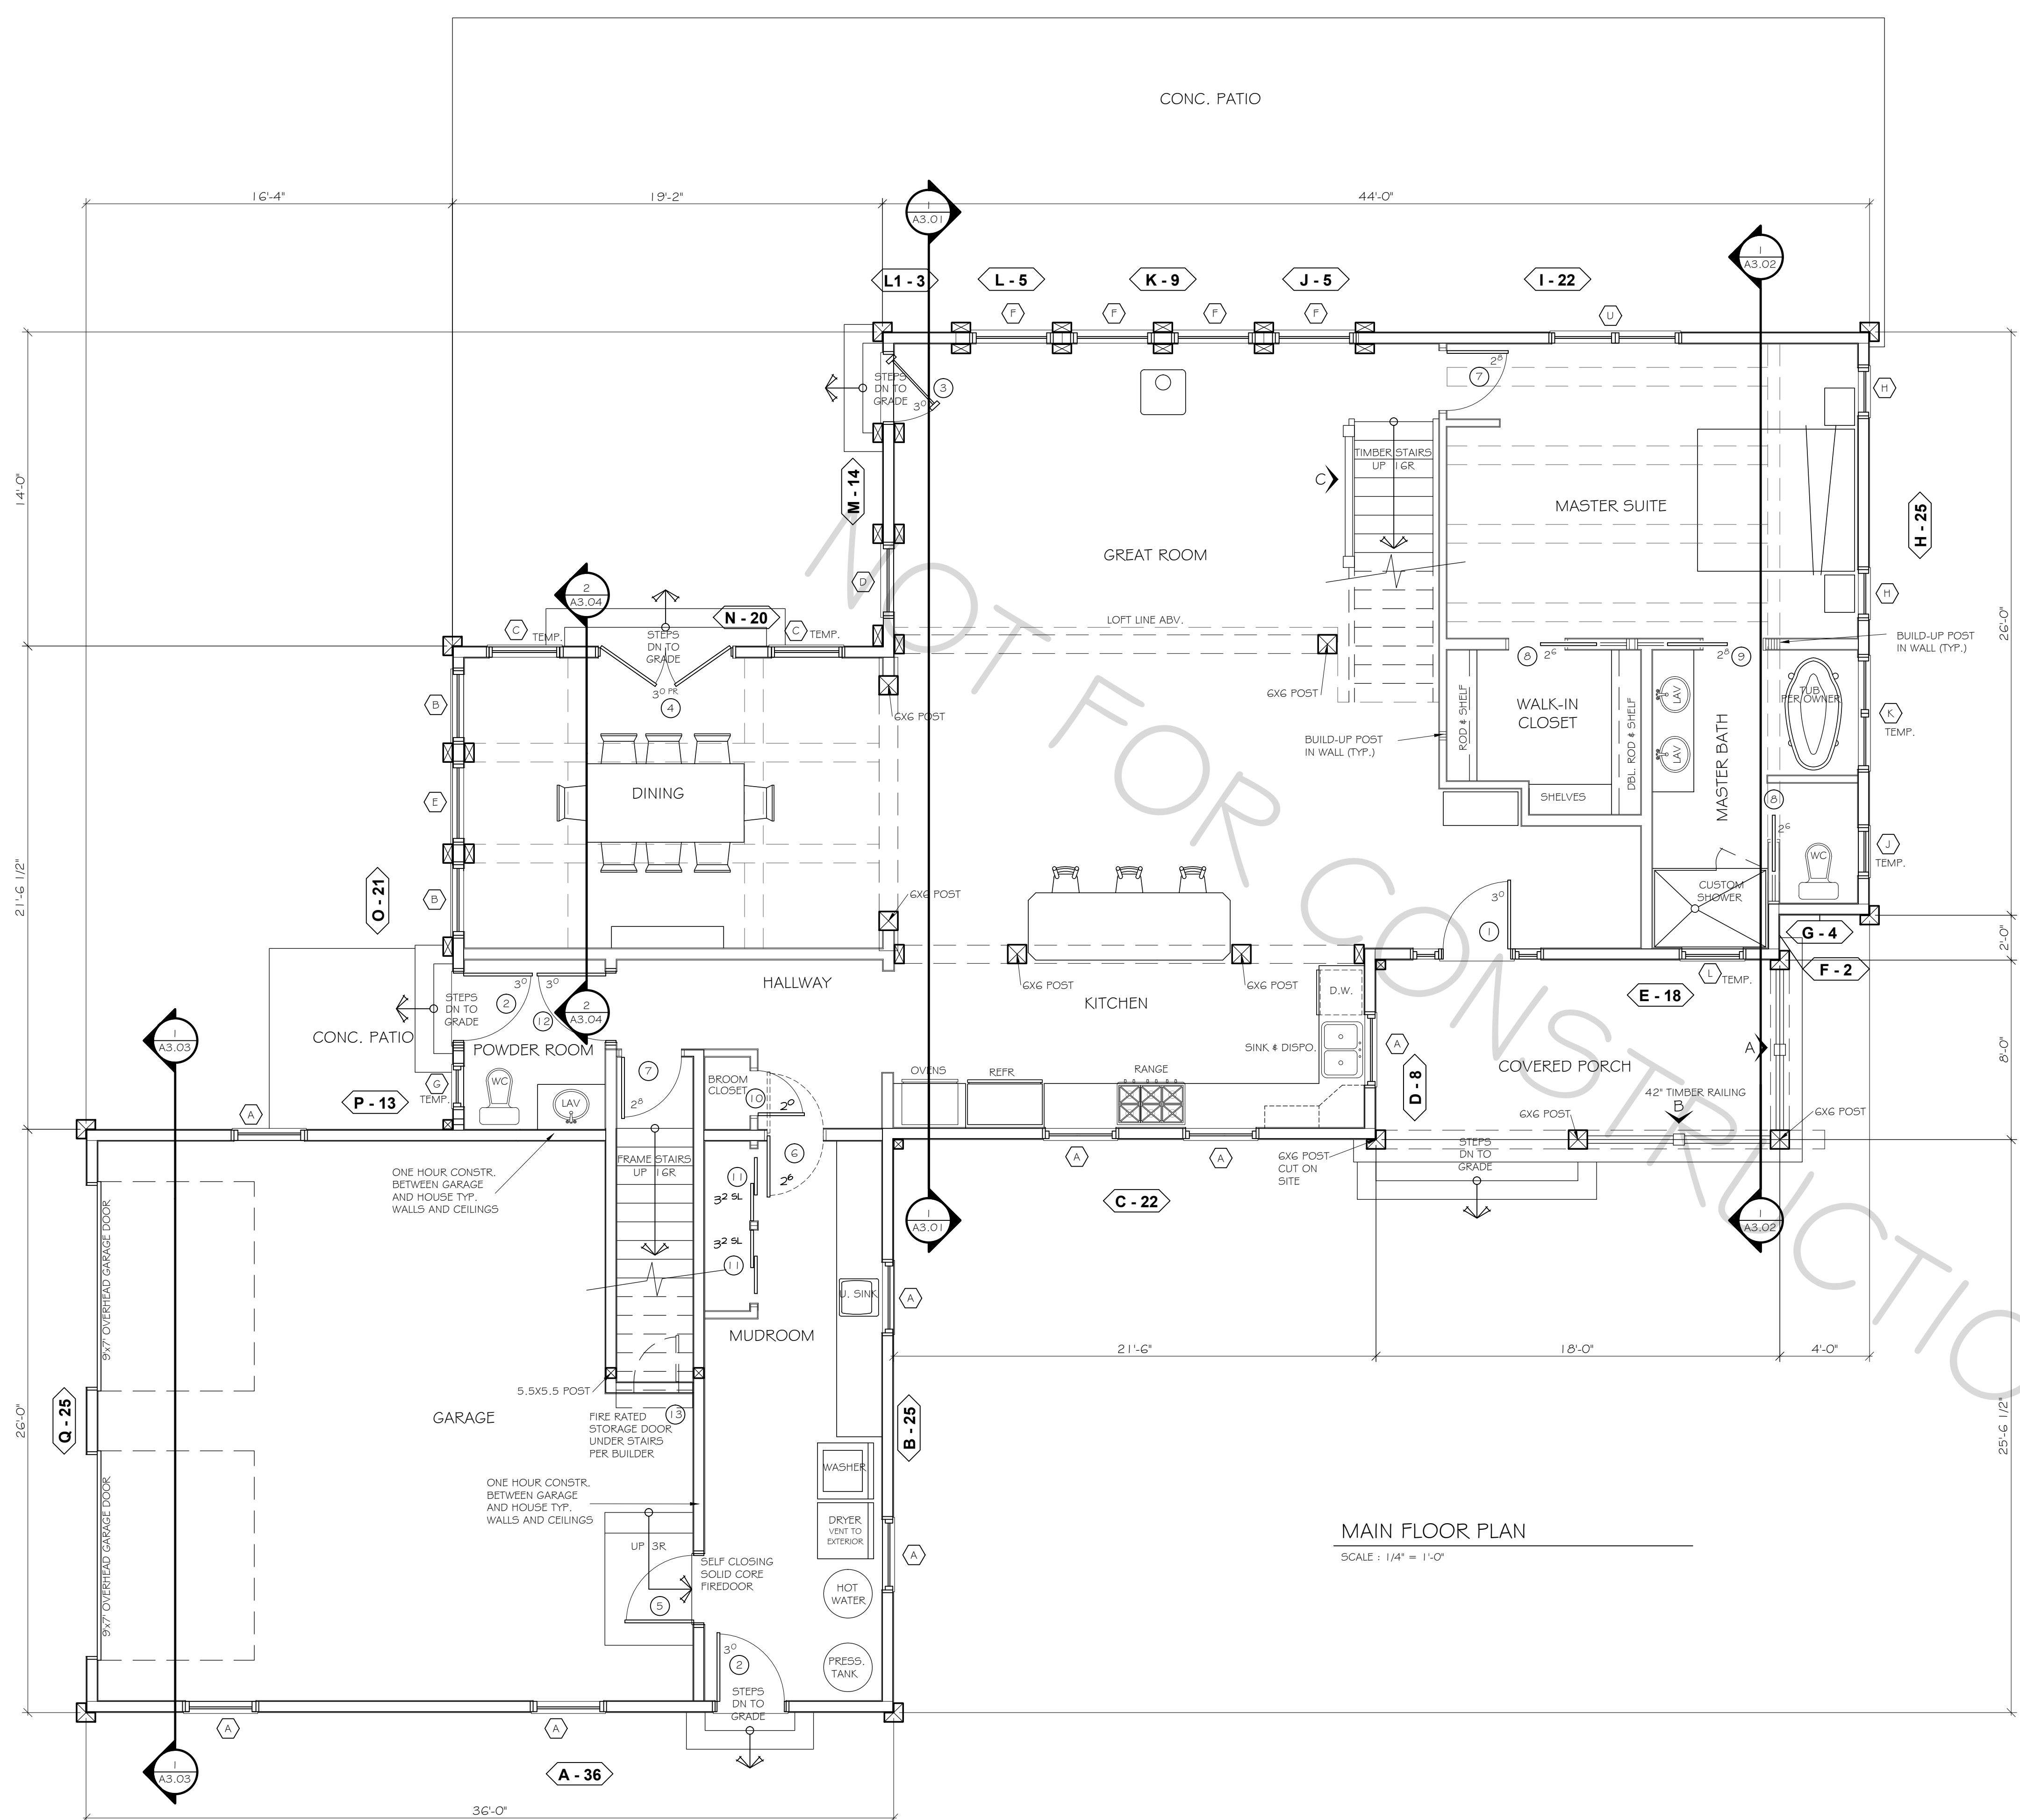 CONC. PATIO
16'-4"
19'-2"
44'-0"
1
A3.01
1
A3.02
L1 - 3
L - 5
K - 9
J - 5
I - 22
F
F
F
F
U
STEPS
DN TO
GRADE
3
3⁰
2⁸
7
H
14'-0"
M - 14
TIMBER STAIRS
UP 16R
C
MASTER SUITE
H - 25
GREAT ROOM
D
H
2
A3.04
N - 20
C
TEMP.
STEPS
DN TO
GRADE
C
TEMP.
LOFT LINE ABV.
26'-0"
BUILD-UP POST
IN WALL (TYP.)
8
2⁶
2⁸
9
3⁰ PR
4
6X6 POST
6X6 POST
B
ROD & SHELF
WALK-IN
CLOSET
DBL. ROD & SHELF
LAV
LAV
MASTER BATH
TUB
PER OWNER
K
TEMP.
BUILD-UP POST
IN WALL (TYP.)
DINING
E
SHELVES
8
2⁶
J
TEMP.
WC
21'-6 1/2"
O - 21
B
6X6 POST
3⁰
1
CUSTOM
SHOWER
G - 4
2'-0"
F - 2
HALLWAY
6X6 POST
6X6 POST
D.W.
L
TEMP.
E - 18
KITCHEN
3⁰
3⁰
2
12
STEPS
DN TO
GRADE
2
A3.04
CONC. PATIO
POWDER ROOM
1
A3.03
SINK & DISPO.
A
A
8'-0"
COVERED PORCH
WC
LAV
G
TEMP.
7
2⁸
BROOM
CLOSET
10
2⁰
OVENS
REFR
RANGE
D - 8
42" TIMBER RAILING
B
P - 13
A
6X6 POST
6X6 POST
6
2⁶
A
A
6X6 POST
CUT ON
SITE
STEPS
DN TO
GRADE
ONE HOUR CONSTR.
BETWEEN GARAGE
AND HOUSE TYP.
WALLS AND CEILINGS
FRAME STAIRS
UP 16R
11
3² SL
3² SL
11
C - 22
1
A3.01
1
A3.02
9'x7' OVERHEAD GARAGE DOOR
U. SINK
A
MUDROOM
21'-6"
18'-0"
4'-0"
5.5X5.5 POST
Q - 25
26'-0"
GARAGE
FIRE RATED
STORAGE DOOR
UNDER STAIRS
PER BUILDER
13
B - 25
25'-6 1/2"
WASHER
9'x7' OVERHEAD GARAGE DOOR
ONE HOUR CONSTR.
BETWEEN GARAGE
AND HOUSE TYP.
WALLS AND CEILINGS
DRYER
VENT TO
EXTERIOR
UP 3R
SELF CLOSING
SOLID CORE
FIREDOOR
A
5
HOT
WATER
MAIN FLOOR PLAN
SCALE : 1/4" = 1'-0"
3⁰
2
PRESS.
TANK
STEPS
DN TO
GRADE
A
A
1
A3.03
A - 36
36'-0"
NOT FOR CONSTRUCTIO